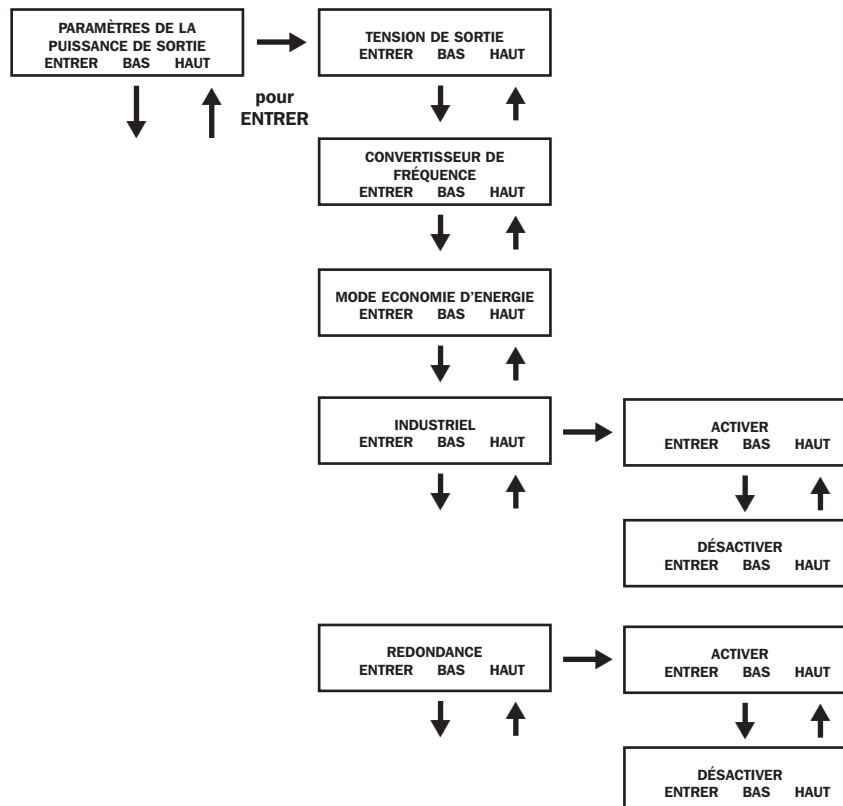 PARAMÈTRES DE LA
PUISSANCE DE SORTIE
ENTRER BAS HAUT
pour
ENTRER
TENSION DE SORTIE
ENTRER BAS HAUT
CONVERTISSEUR DE
FRÉQUENCE
ENTRER BAS HAUT
MODE ECONOMIE D'ENERGIE
ENTRER BAS HAUT
INDUSTRIEL
ENTRER BAS HAUT
ACTIVER
ENTRER BAS HAUT
DÉSACTIVER
ENTRER BAS HAUT
REDONDANCE
ENTRER BAS HAUT
ACTIVER
ENTRER BAS HAUT
DÉSACTIVER
ENTRER BAS HAUT